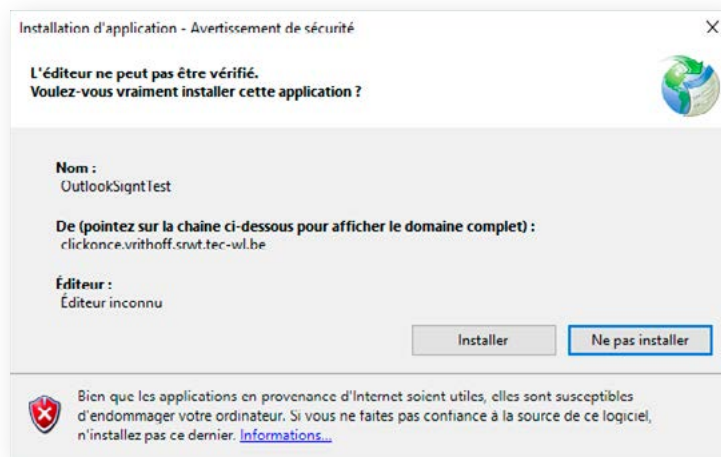 Installation d'application - Avertissement de sécurité
L'éditeur ne peut pas être vérifié.
Voulez-vous vraiment installer cette application ?
Nom :
OutlookSigntTest
De (pointez sur la chaîne ci-dessous pour afficher le domaine complet) :
clickonce.vrithoff.srwt.tec-wl.be
Éditeur :
Éditeur inconnu
Installer
Ne pas installer
Bien que les applications en provenance d'Internet soient utiles, elles sont susceptibles
d'endommager votre ordinateur. Si vous ne faites pas confiance à la source de ce logiciel,
n'installez pas ce dernier. Informations...